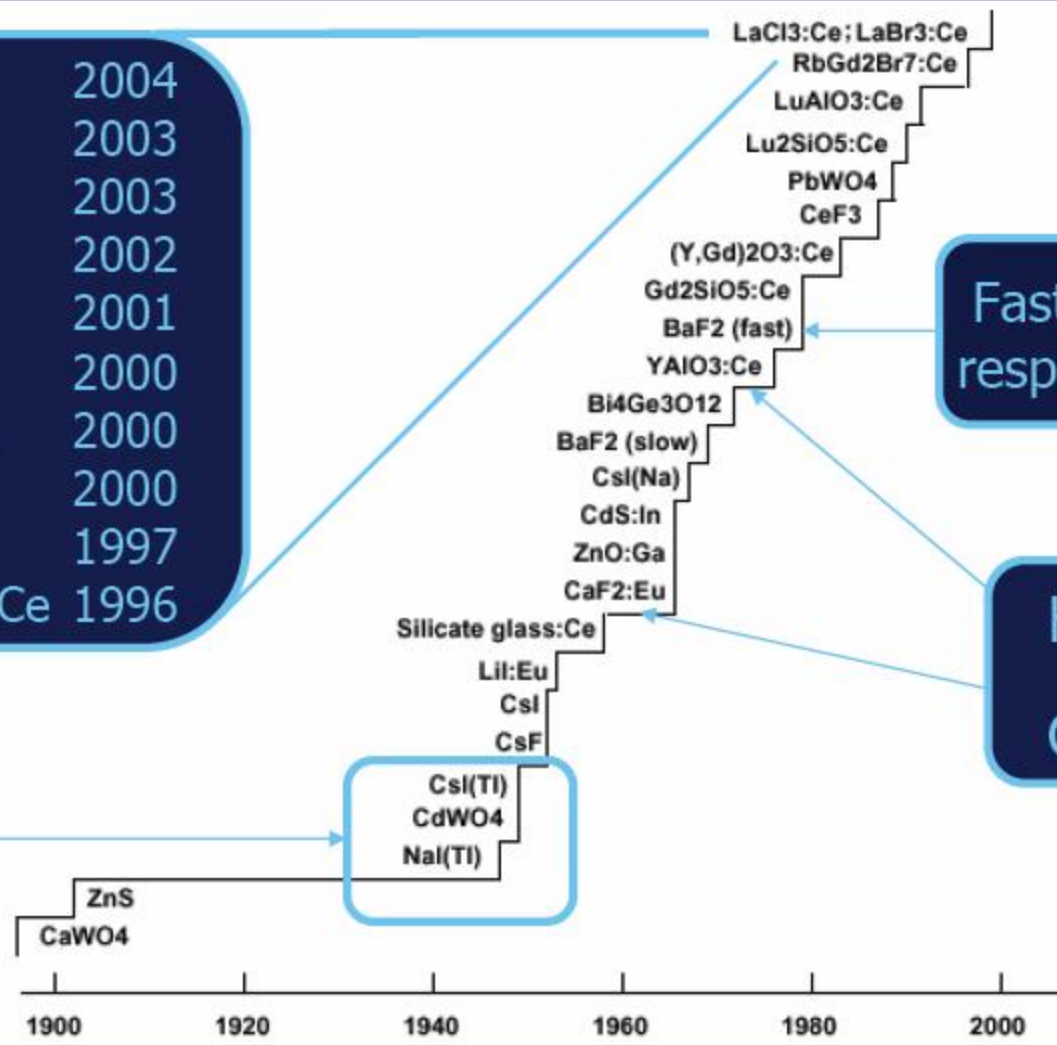 LaCl3:Ce; LaBr3:Ce
RbGd2Br7:Ce
LuAlO3:Ce
Lu2SiO5:Ce
PbWO4
CeF3
(Y,Gd)2O3:Ce
Gd2SiO5:Ce
BaF2 (fast)
YAlO3:Ce
Bi4Ge3O12
BaF2 (slow)
CsI(Na)
CdS:In
ZnO:Ga
CaF2:Eu
Silicate glass:Ce
LiI:Eu
CsI
CsF
CsI(Tl)
CdWO4
NaI(Tl)
ZnS
CaWO4
2004
2003
2003
2002
2001
2000
2000
2000
1997
Ce 1996
Fast
resp
1900 1920 1940 1960 1980 2000